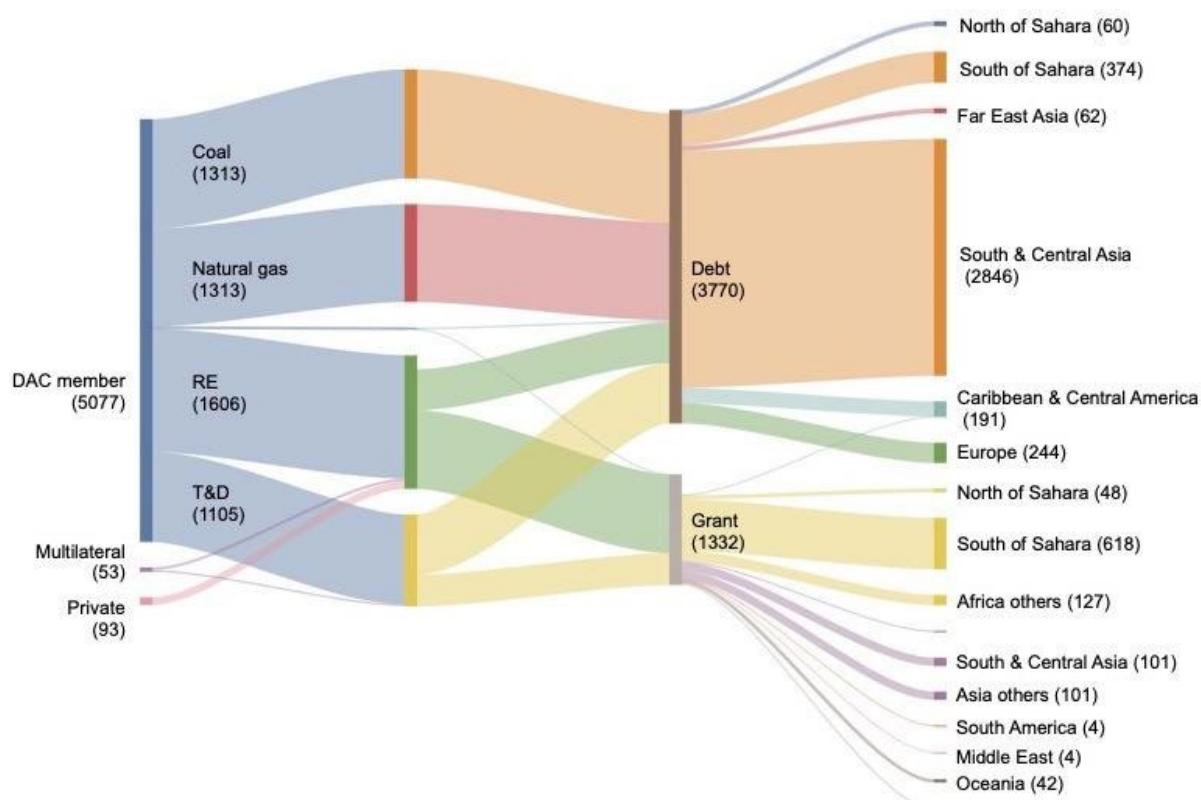 DAC member
(5077)
Multilateral
(53)
Private
(93)
Coal
(1313)
Natural gas
(1313)
RE
(1606)
T&D
(1105)
Debt
(3770)
Grant
(1332)
North of Sahara (60)
South of Sahara (374)
Far East Asia (62)
South & Central Asia
(2846)
Caribbean & Central America
(191)
Europe (244)
North of Sahara (48)
South of Sahara (618)
Africa others (127)
South & Central Asia (101)
Asia others (101)
South America (4)
Middle East (4)
Oceania (42)